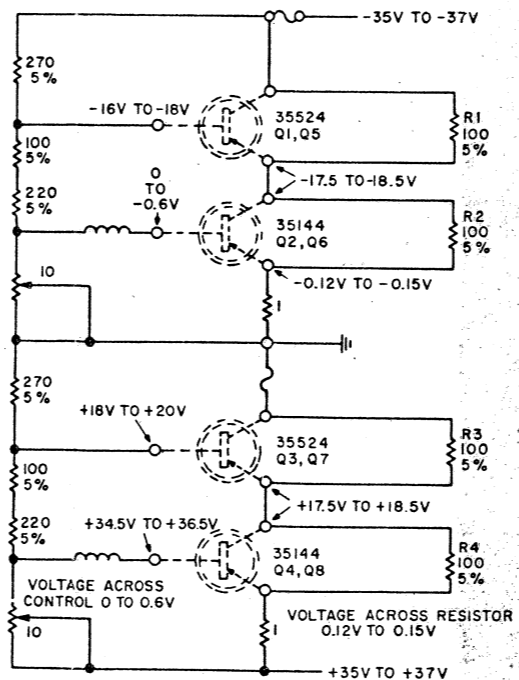 -35V TO -37V
270
5%
-16V TO-18V
35524
Q1,Q5
R1
100
5%
100
5%
220
5%
0
TO
-0.6V
-17.5 TO-18.5V
35144
Q2,Q6
R2
100
5%
10
-0.12V TO -0.15V
1
270
5%
+18V TO +20V
35524
Q3,Q7
R3
100
5%
100
5%
+17.5V TO +18.5V
220
5%
+34.5V TO +36.5V
35144
Q4,Q8
R4
100
5%
VOLTAGE ACROSS
CONTROL 0 TO 0.6V
10
1
VOLTAGE ACROSS RESISTOR
0.12V TO 0.15V
+35V TO +37V